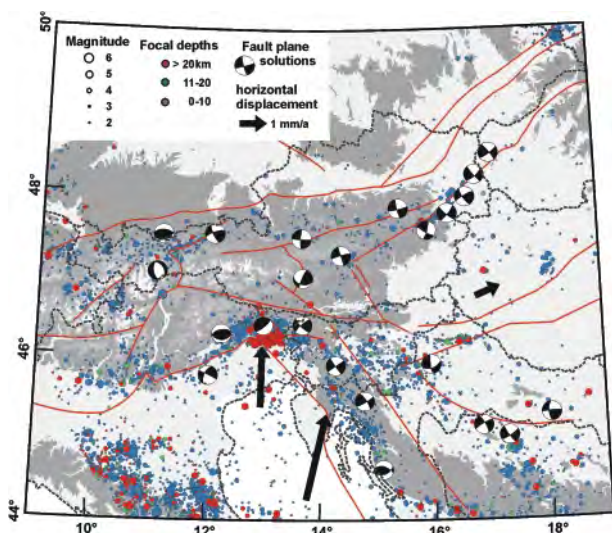 50°
48°
46°
44°
Magnitude
6
5
4
3
2
Focal depths
> 20km
11-20
0-10
Fault plane
solutions
horizontal
displacement
1 mm/a
10° 12° 14° 16° 18°